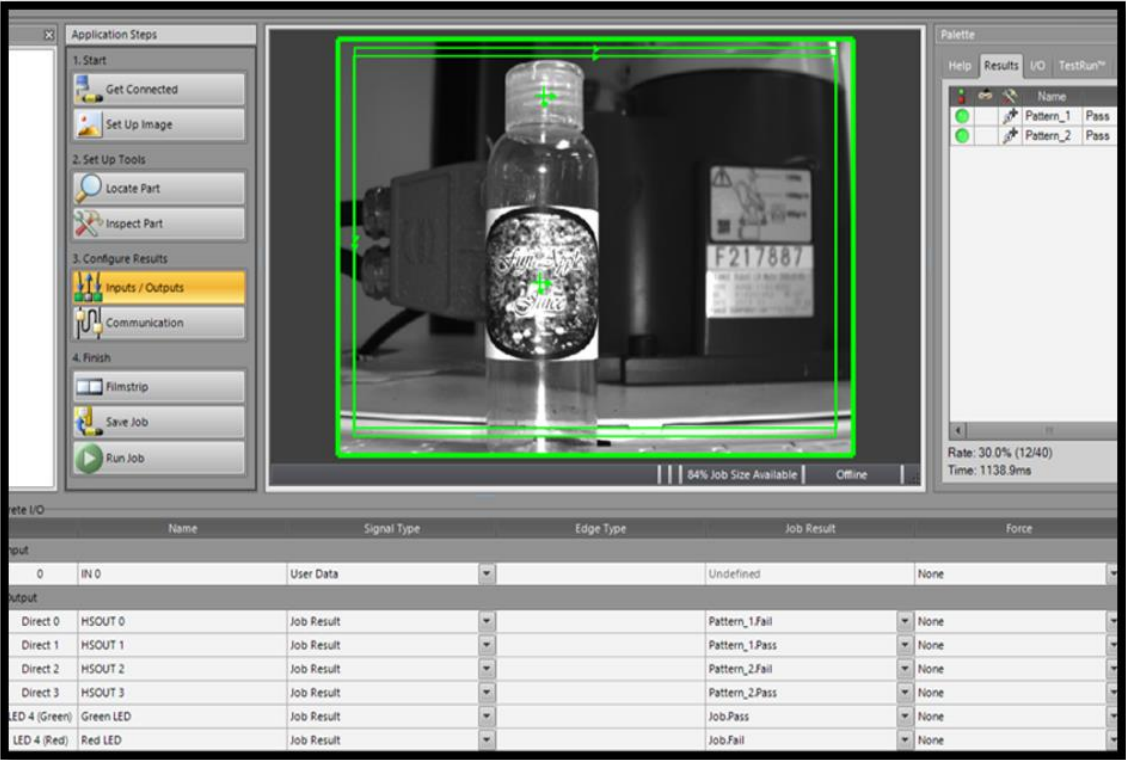 Application Steps
1. Start
Get Connected
Set Up Image
2. Set Up Tools
Locate Part
Inspect Part
3. Configure Results
Inputs / Outputs
Communication
4. Finish
Filmstrip
Save Job
Run Job
Fun Apple
Juice
F217887
84% Job Size Available
Offline
Palette
Help Results I/O TestRun™
Name
Pattern_1 Pass
Pattern_2 Pass
Rate: 30.0% (12/40)
Time: 1138.9ms
rete I/O
Name Signal Type Edge Type Job Result Force
nput
0 IN 0 User Data Undefined None
Output
Direct 0 HSOUT 0 Job Result Pattern_1.Fail None
Direct 1 HSOUT 1 Job Result Pattern_1.Pass None
Direct 2 HSOUT 2 Job Result Pattern_2.Fail None
Direct 3 HSOUT 3 Job Result Pattern_2.Pass None
LED 4 (Green) Green LED Job Result Job.Pass None
LED 4 (Red) Red LED Job Result Job.Fail None